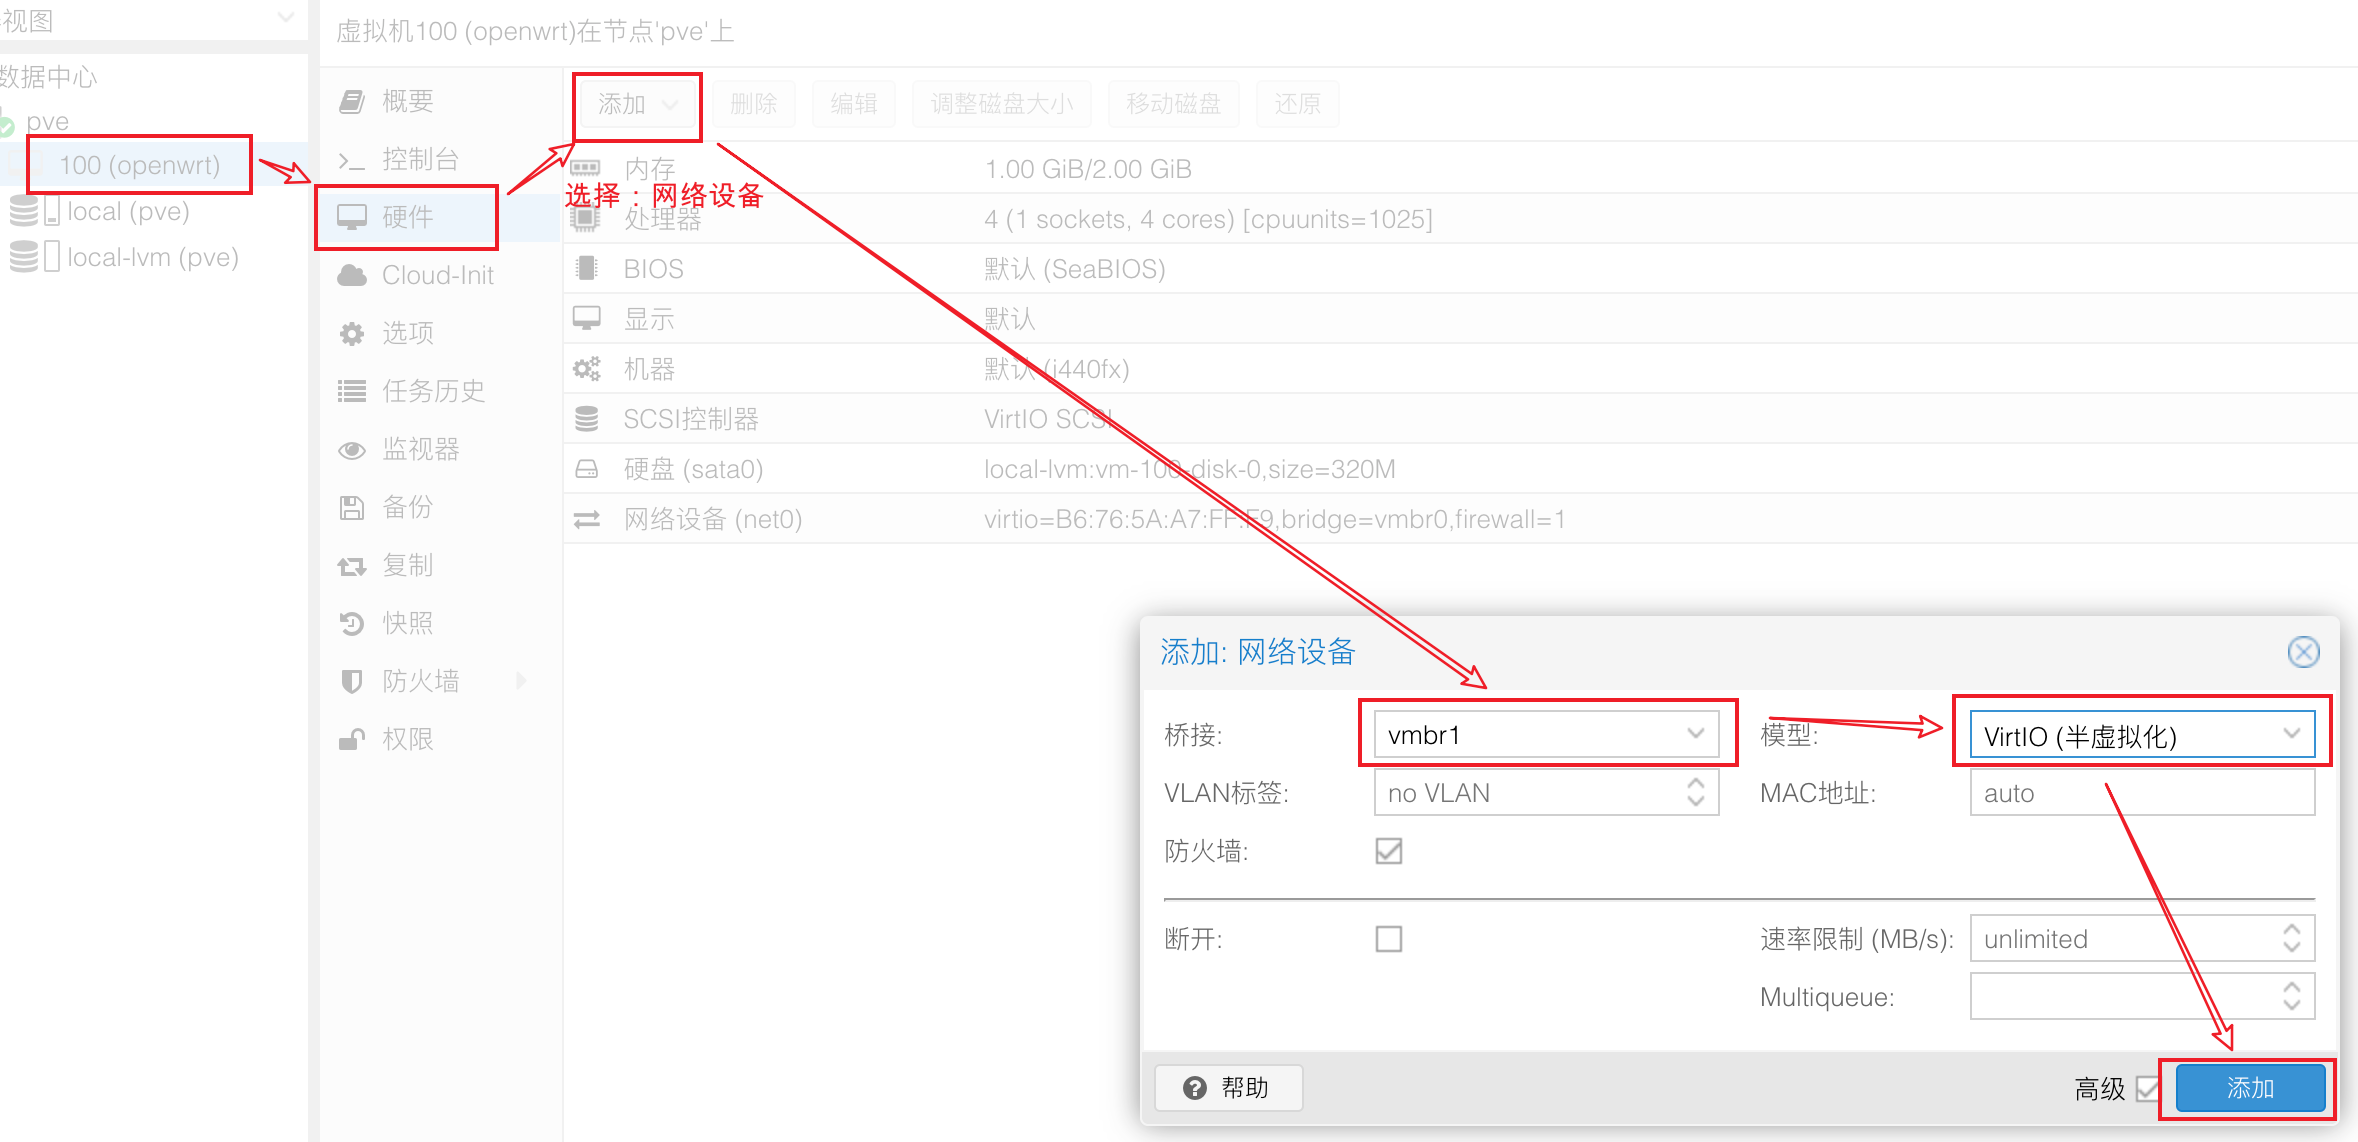 视图
虚拟机100 (openwrt)在节点'pve'上
数据中心
pve
100 (openwrt)
local (pve)
local-lvm (pve)
概要
控制台
硬件
Cloud-Init
选项
任务历史
监视器
备份
复制
快照
防火墙
权限
添加 删除 编辑 调整磁盘大小 移动磁盘 还原
内存 1.00 GiB/2.00 GiB
选择：网络设备
处理器 4 (1 sockets, 4 cores) [cpuunits=1025]
BIOS 默认 (SeaBIOS)
显示 默认
机器 默认 (i440fx)
SCSI控制器 VirtIO SCSI
硬盘 (sata0) local-lvm:vm-100-disk-0,size=320M
网络设备 (net0) virtio=B6:76:5A:A7:FF:F9,bridge=vmbr0,firewall=1
添加: 网络设备
桥接: vmbr1 模型: VirtIO (半虚拟化)
VLAN标签: no VLAN MAC地址: auto
防火墙:
断开: 速率限制 (MB/s): unlimited
Multiqueue:
帮助 高级 添加